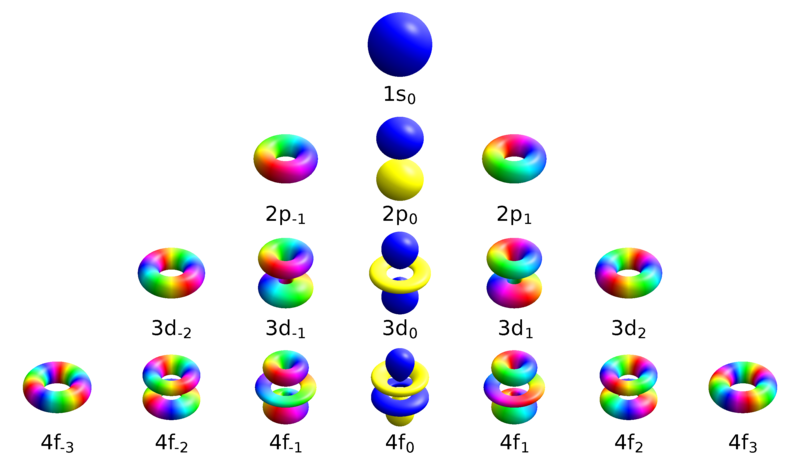 1s₀
2p₋₁ 2p₀ 2p₁
3d₋₂ 3d₋₁ 3d₀ 3d₁ 3d₂
4f₋₃ 4f₋₂ 4f₋₁ 4f₀ 4f₁ 4f₂ 4f₃